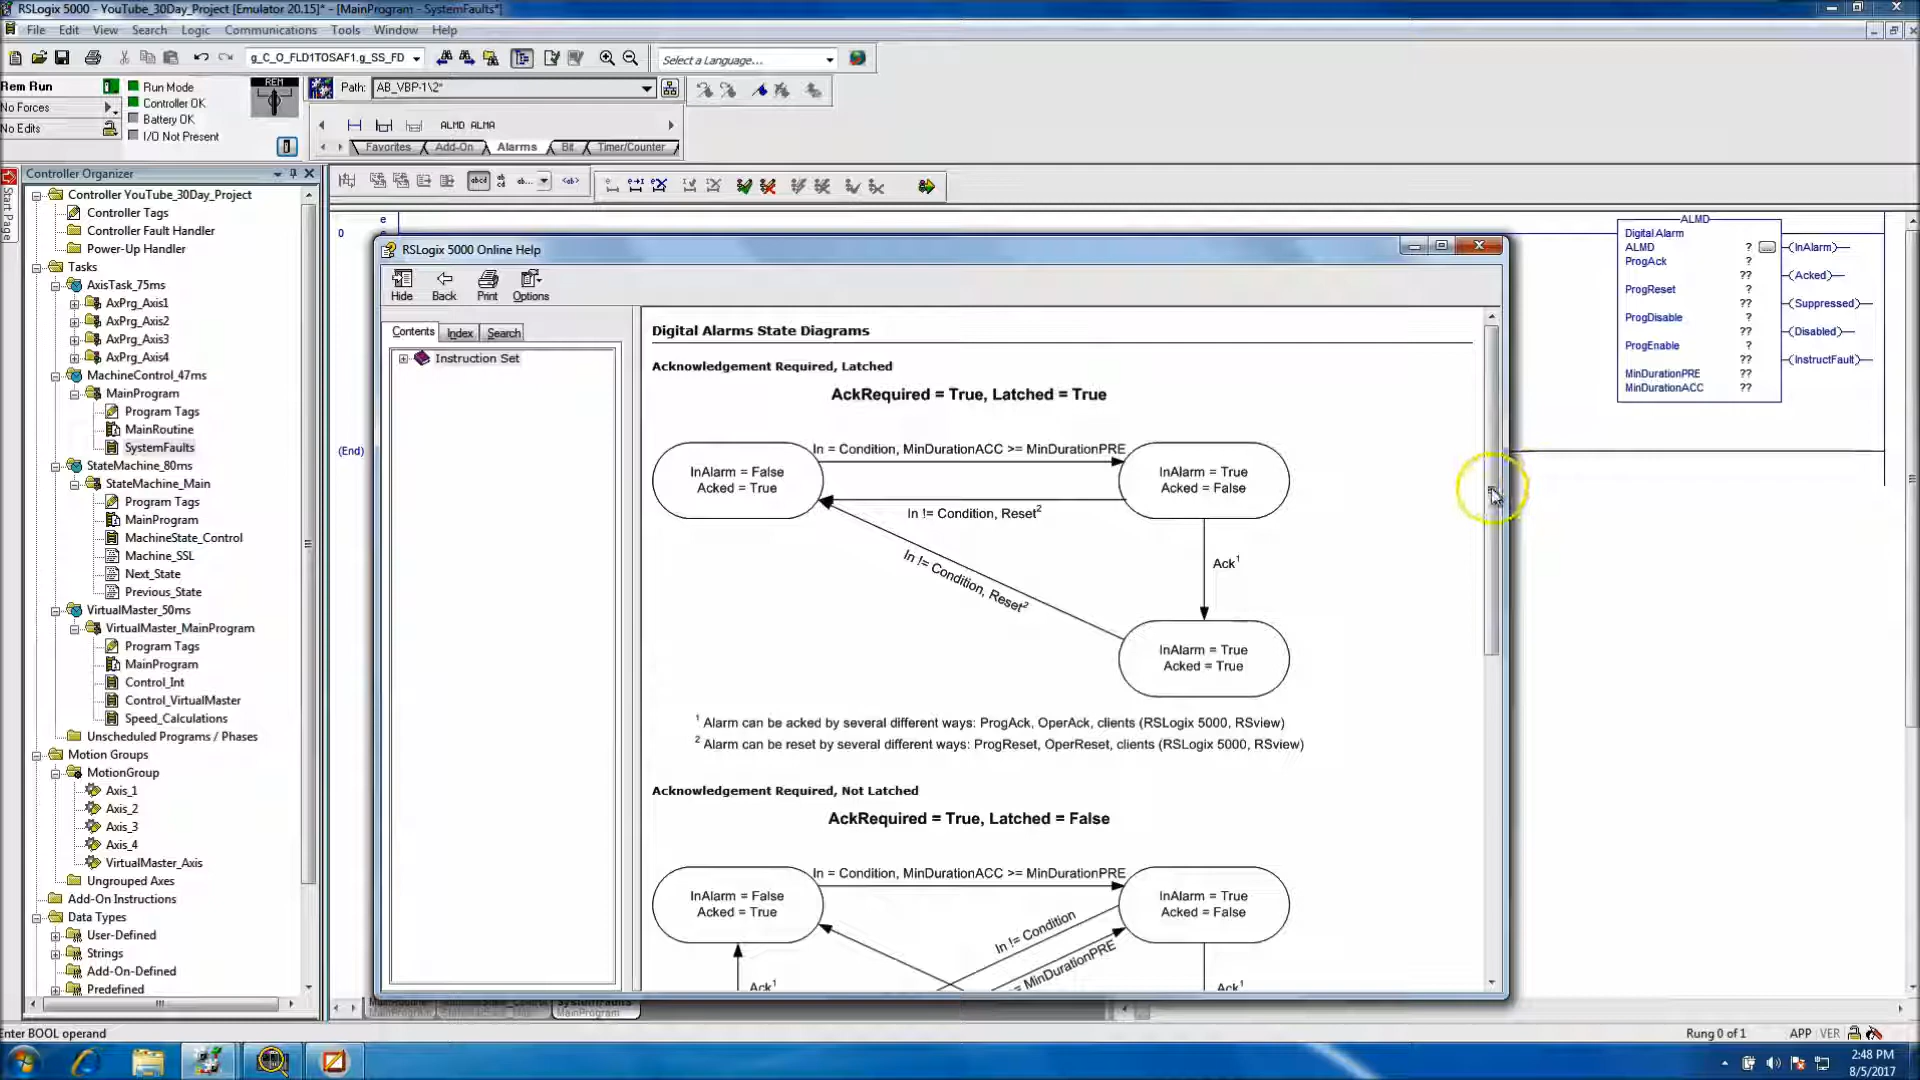 RSLogix 5000 - YouTube_30Day_Project [Emulator 20.15]* - [MainProgram - SystemFaults*]
File Edit View Search Logic Communications Tools Window Help
g_C_O_FLD1TOSAF1.g_SS_FD
Select a Language...
Rem Run
Run Mode
REM
Path: AB_VBP-1\2*
No Forces
Controller OK
No Edits
Battery OK
ALMD ALMA
I/O Not Present
Favorites Add-On Alarms Bit Timer/Counter
Start Page
Controller Organizer
Controller YouTube_30Day_Project
Controller Tags
Controller Fault Handler
Power-Up Handler
Tasks
AxisTask_75ms
AxPrg_Axis1
AxPrg_Axis2
AxPrg_Axis3
AxPrg_Axis4
MachineControl_47ms
MainProgram
Program Tags
MainRoutine
SystemFaults
StateMachine_80ms
StateMachine_Main
Program Tags
MainProgram
MachineState_Control
Machine_SSL
Next_State
Previous_State
VirtualMaster_50ms
VirtualMaster_MainProgram
Program Tags
MainProgram
Control_Int
Control_VirtualMaster
Speed_Calculations
Unscheduled Programs / Phases
Motion Groups
MotionGroup
Axis_1
Axis_2
Axis_3
Axis_4
VirtualMaster_Axis
Ungrouped Axes
Add-On Instructions
Data Types
User-Defined
Strings
Add-On-Defined
Predefined
e
0
e
(End)
ALMD
Digital Alarm
ALMD ? ... (InAlarm)
ProgAck ?
?? (Acked)
ProgReset ?
?? (Suppressed)
ProgDisable ?
?? (Disabled)
ProgEnable ?
?? (InstructFault)
MinDurationPRE ??
MinDurationACC ??
RSLogix 5000 Online Help
Hide Back Print Options
Contents Index Search
Instruction Set
Digital Alarms State Diagrams
Acknowledgement Required, Latched
AckRequired = True, Latched = True
In = Condition, MinDurationACC >= MinDurationPRE
InAlarm = False
Acked = True
InAlarm = True
Acked = False
In != Condition, Reset2
In != Condition, Reset2
Ack1
InAlarm = True
Acked = True
1 Alarm can be acked by several different ways: ProgAck, OperAck, clients (RSLogix 5000, RSview)
2 Alarm can be reset by several different ways: ProgReset, OperReset, clients (RSLogix 5000, RSview)
Acknowledgement Required, Not Latched
AckRequired = True, Latched = False
In = Condition, MinDurationACC >= MinDurationPRE
InAlarm = False
Acked = True
InAlarm = True
Acked = False
In != Condition
= MinDurationPRE
Ack1
Ack1
MainProgram
SystemFaults
MainProgram
Enter BOOL operand
Rung 0 of 1 APP VER
2:48 PM
8/5/2017